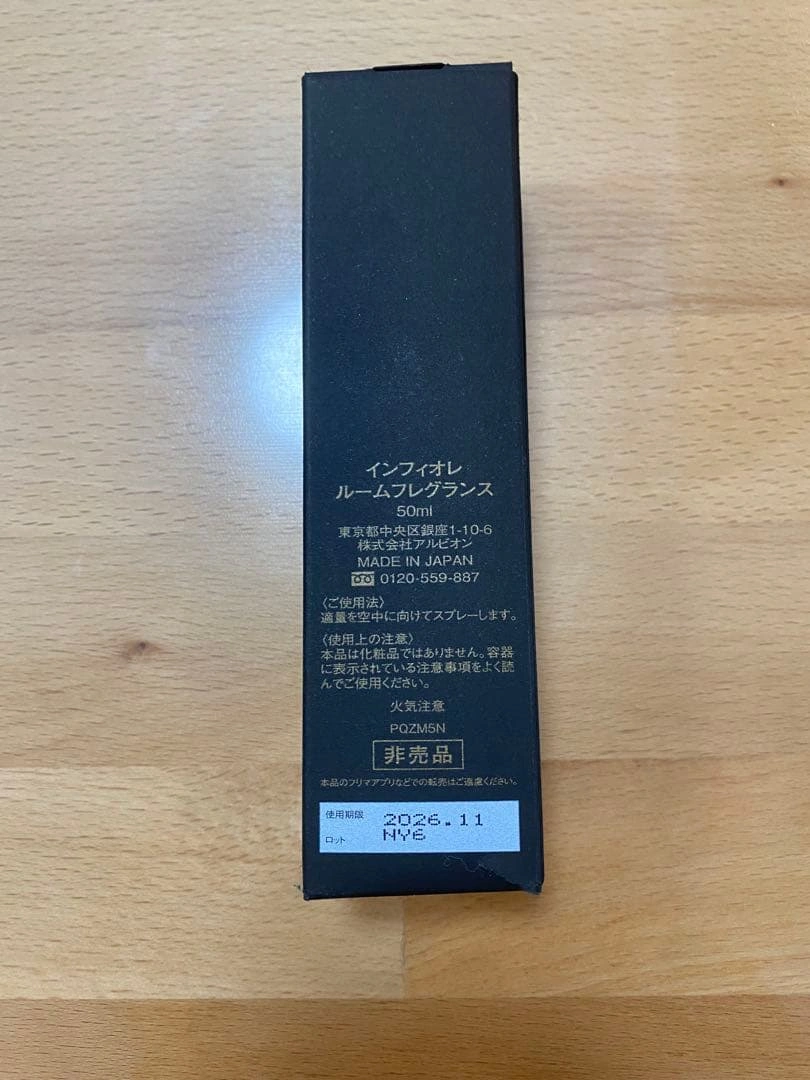 インフィオレ
ルームフレグランス
50ml
東京都中央区銀座1-10-6
株式会社アルビオン
MADE IN JAPAN
0120-559-887
〈ご使用法〉
適量を空中に向けてスプレーします。
〈使用上の注意〉
本品は化粧品ではありません。容器
に表示されている注意事項をよく読
んでご使用ください。
火気注意
PQZM5N
非売品
本品のフリマアプリなどでの転売はご遠慮ください。
使用期限 2026.11
ロット NY6